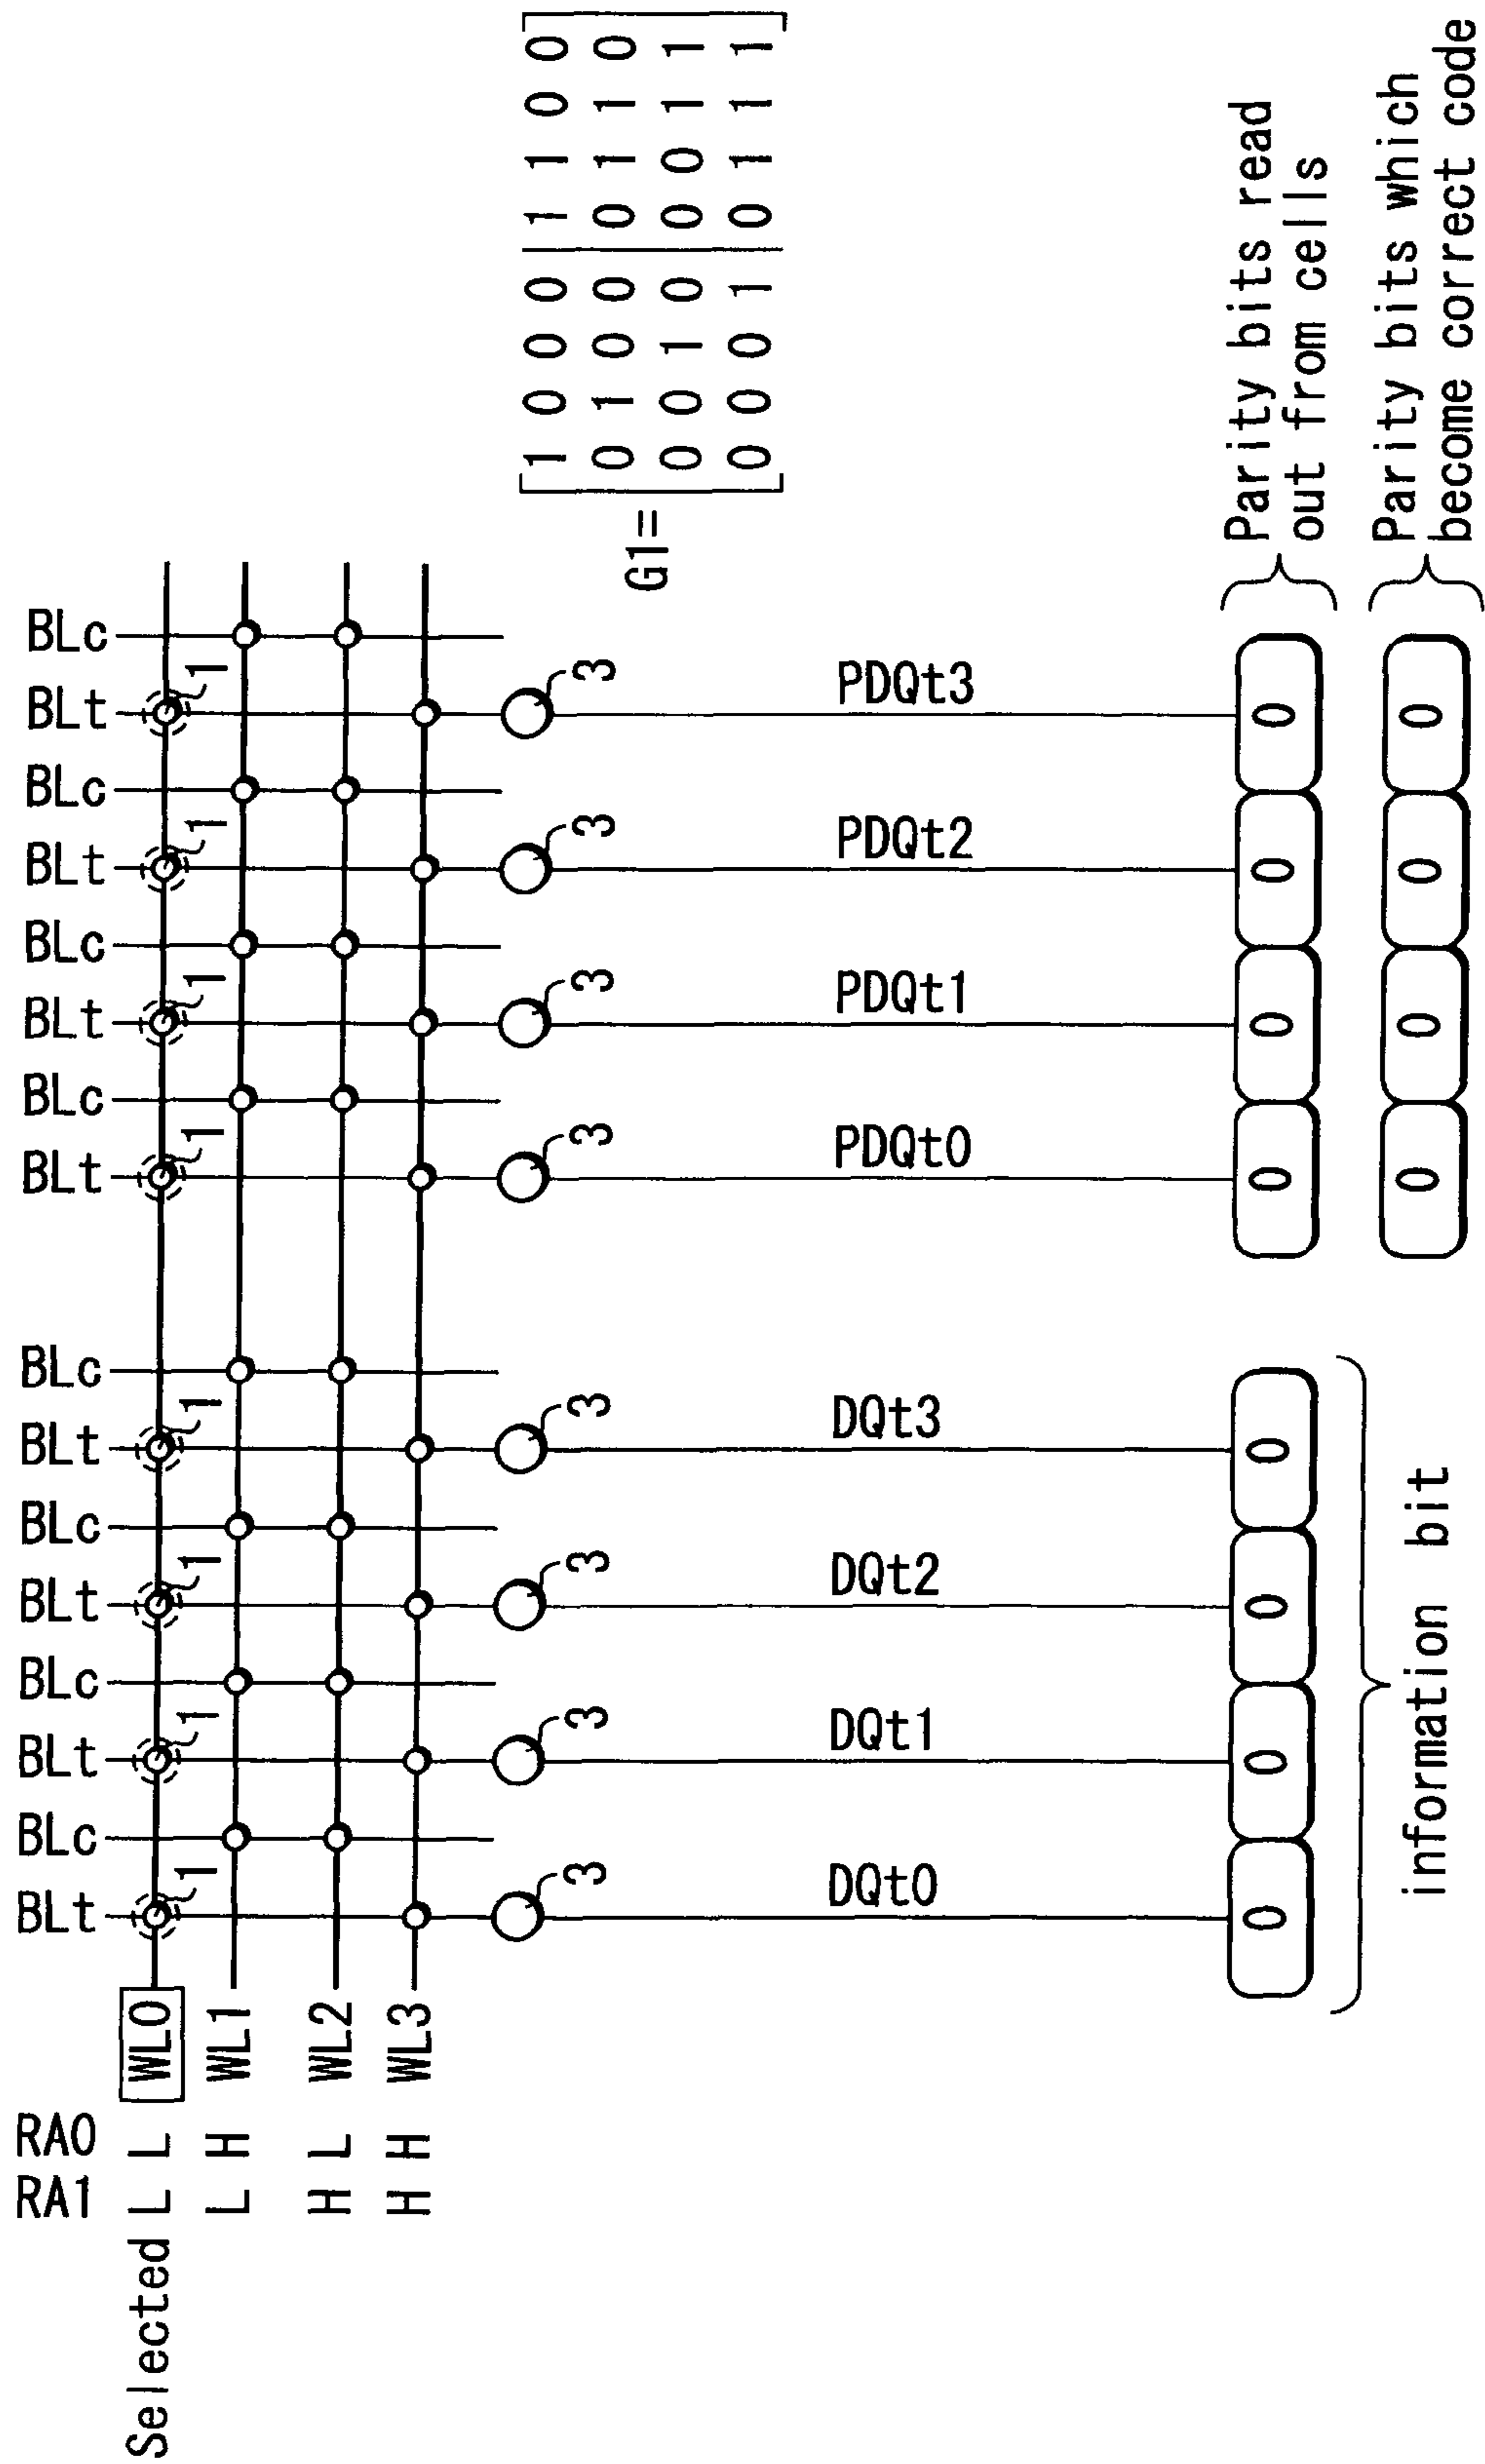 RA1 RA0 BLt BLc BLt BLc BLt BLc BLt BLc BLt BLc BLt BLc BLt BLc BLt BLc
Selected L L WL0
1 1 1 1 1 1 1 1
L H WL1
H L WL2
H H WL3
3 3 3 3 3 3 3 3
G1=
1 0 0 0 1 1 0 0
0 1 0 0 0 1 1 0
0 0 1 0 0 0 1 1
0 0 0 1 0 1 1 1
DQt0 DQt1 DQt2 DQt3 PDQt0 PDQt1 PDQt2 PDQt3
0 0 0 0 0 0 0 0
Parity bits read
out from cells
information bit
0 0 0 0
Parity bits which
become correct code